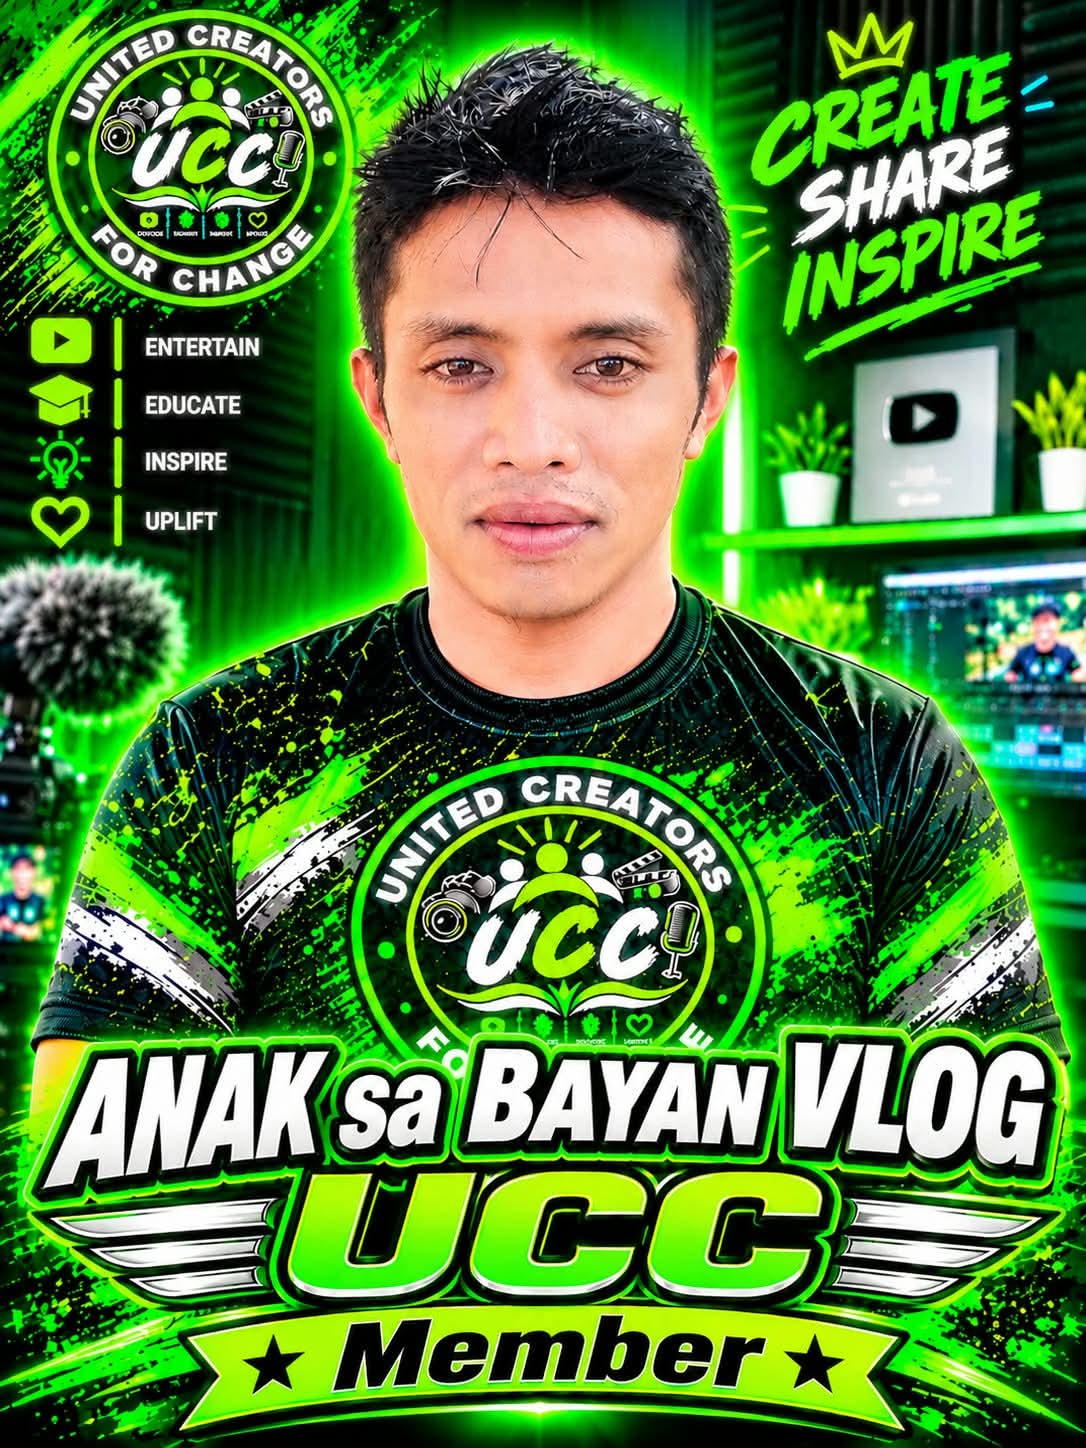 UNITED CREATORS
UCC
FOR CHANGE
CREATE
SHARE
INSPIRE
ENTERTAIN
EDUCATE
INSPIRE
UPLIFT
UNITED CREATORS
UCC
ANAK sa BAYAN VLOG
UCC
Member